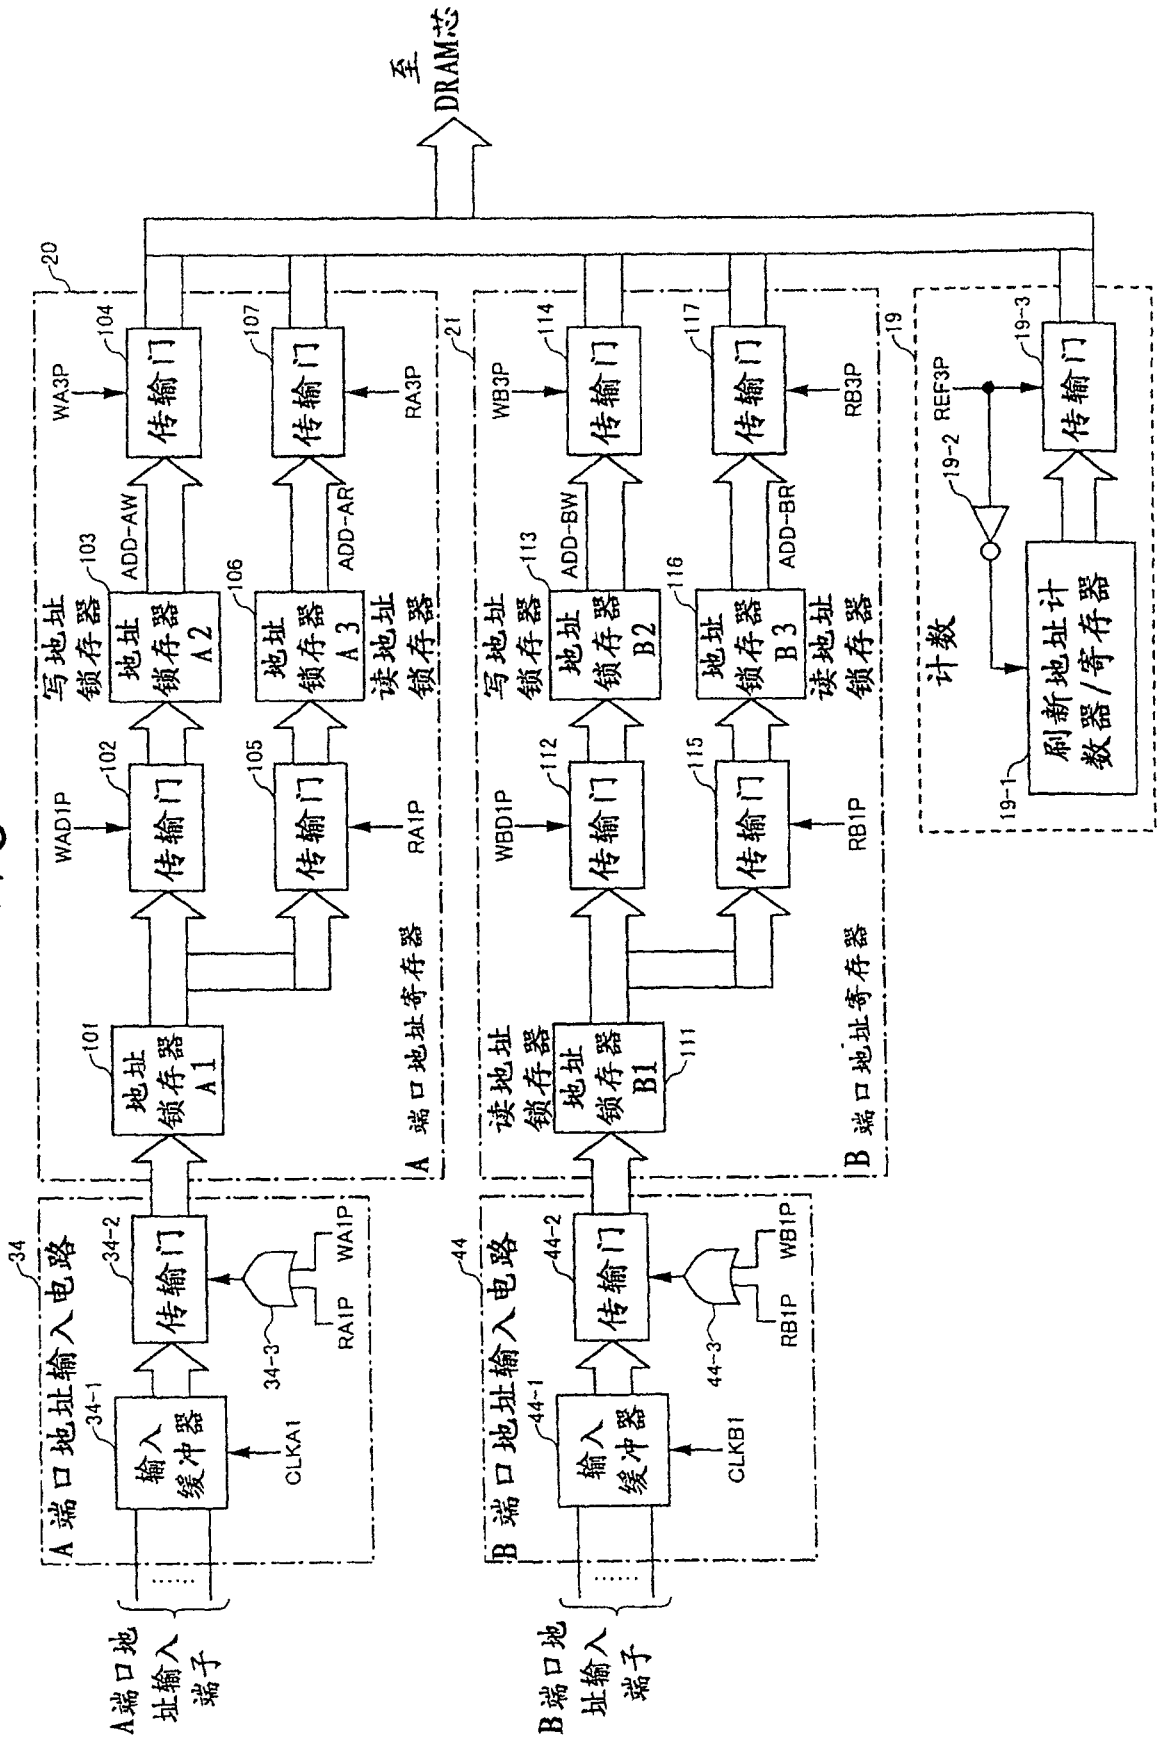 34
A 端口地址输入电路
34-1
输入
缓冲器
CLKA1
34-2
传输门
34-3
RA1P
WA1P
A端口地
址输入
端子
20
101
地址
锁存器
A1
WAD1P
102
传输门
写地址
锁存器
103
地址
锁存器
A2
ADD-AW
WA3P
104
传输门
105
传输门
RA1P
106
地址
锁存器
A3
读地址
锁存器
ADD-AR
107
传输门
RA3P
A 端口地址寄存器
至
DRAM芯
44
B 端口地址输入电路
44-1
输入
缓冲器
CLKB1
44-2
传输门
44-3
RB1P
WB1P
B端口地
址输入
端子
21
读地址
锁存器
地址
锁存器
B1
111
WBD1P
112
传输门
写地址
锁存器
113
地址
锁存器
B2
ADD-BW
WB3P
114
传输门
115
传输门
RB1P
116
地址
锁存器
B3
读地址
锁存器
ADD-BR
117
传输门
RB3P
B 端口地址寄存器
19
计数
19-1
刷新地址计
数器/寄存器
19-2
REF3P
19-3
传输门